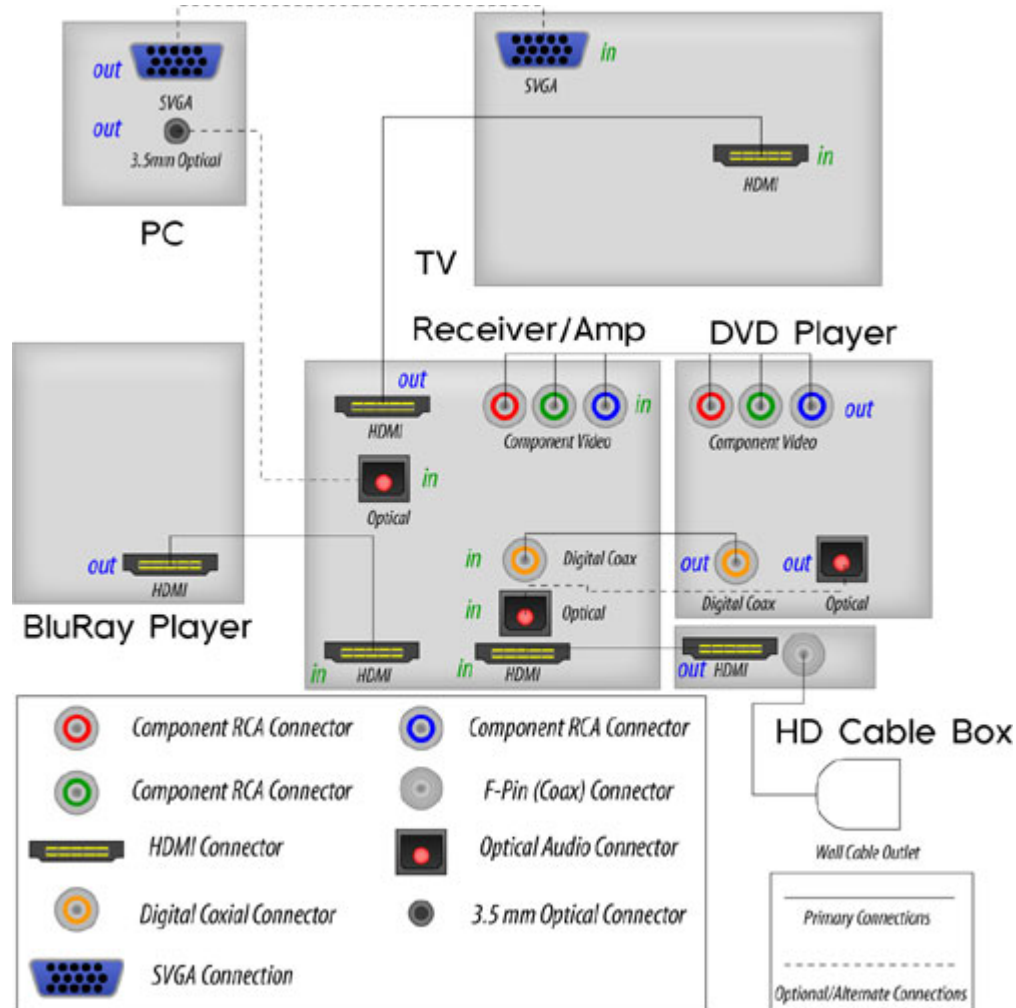 out
SVGA
out
3.5mm Optical
PC
in
SVGA
in
HDMI
TV
Receiver/Amp
out
HDMI
in
Component Video
in
Optical
in
Digital Coax
in
Optical
in
HDMI
in
HDMI
DVD Player
out
Component Video
out
Digital Coax
out
Optical
out
HDMI
BluRay Player
out
HDMI
HD Cable Box
Wall Cable Outlet
Component RCA Connector
Component RCA Connector
Component RCA Connector
F-Pin (Coax) Connector
HDMI Connector
Optical Audio Connector
Digital Coxial Connector
3.5 mm Optical Connector
SVGA Connection
Primary Connections
Optional/Alternate Connections